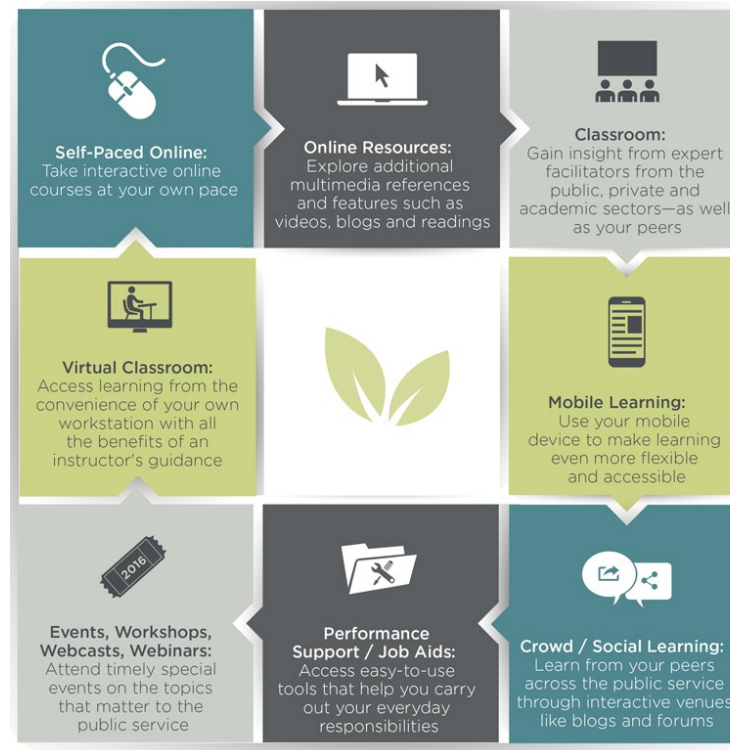 Self-Paced Online:
Take interactive online
courses at your own pace
Online Resources:
Explore additional
multimedia references
and features such as
videos, blogs and readings
Classroom:
Gain insight from expert
facilitators from the
public, private and
academic sectors—as well
as your peers
Virtual Classroom:
Access learning from the
convenience of your own
workstation with all
the benefits of an
instructor's guidance
Mobile Learning:
Use your mobile
device to make learning
even more flexible
and accessible
2016
Events, Workshops,
Webcasts, Webinars:
Attend timely special
events on the topics
that matter to the
public service
Performance
Support / Job Aids:
Access easy-to-use
tools that help you carry
out your everyday
responsibilities
Crowd / Social Learning:
Learn from your peers
across the public service
through interactive venues
like blogs and forums